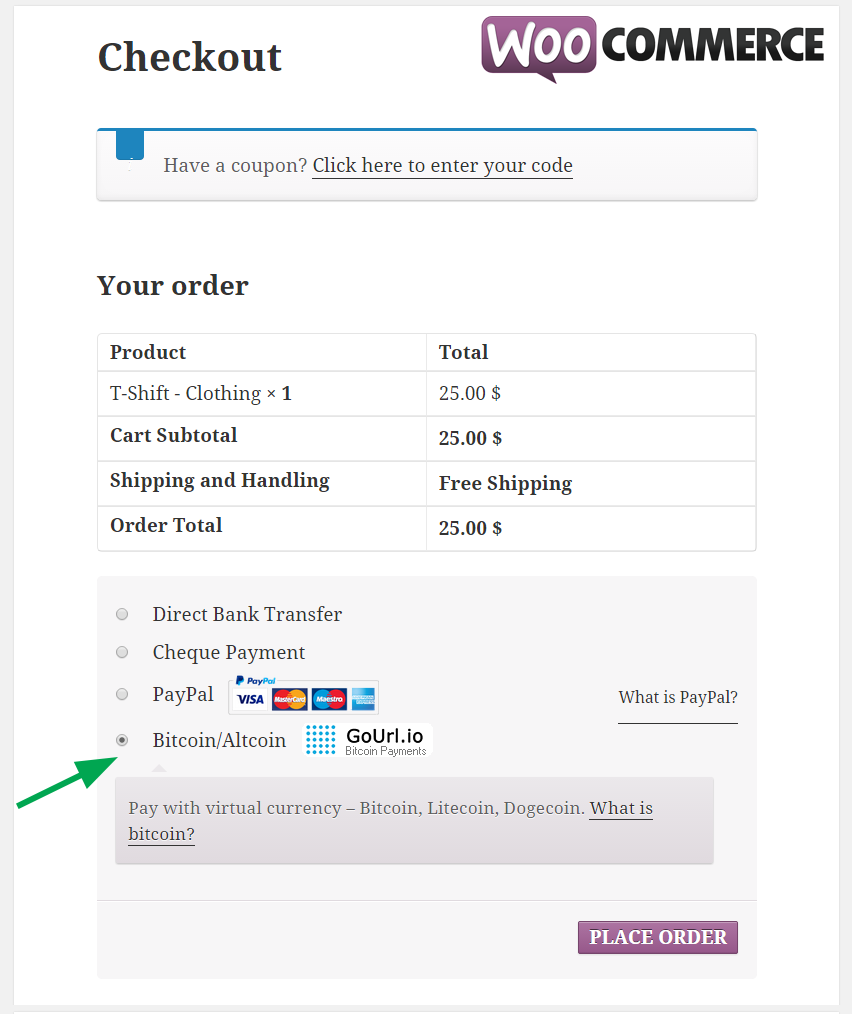 Checkout
WOO COMMERCE
Have a coupon? Click here to enter your code
Your order
Product Total
T-Shift - Clothing × 1 25.00 $
Cart Subtotal 25.00 $
Shipping and Handling Free Shipping
Order Total 25.00 $
Direct Bank Transfer
Cheque Payment
PayPal
PayPal VISA MasterCard Maestro
What is PayPal?
Bitcoin/Altcoin GoUrl.io
Bitcoin Payments
Pay with virtual currency – Bitcoin, Litecoin, Dogecoin. What is
bitcoin?
PLACE ORDER